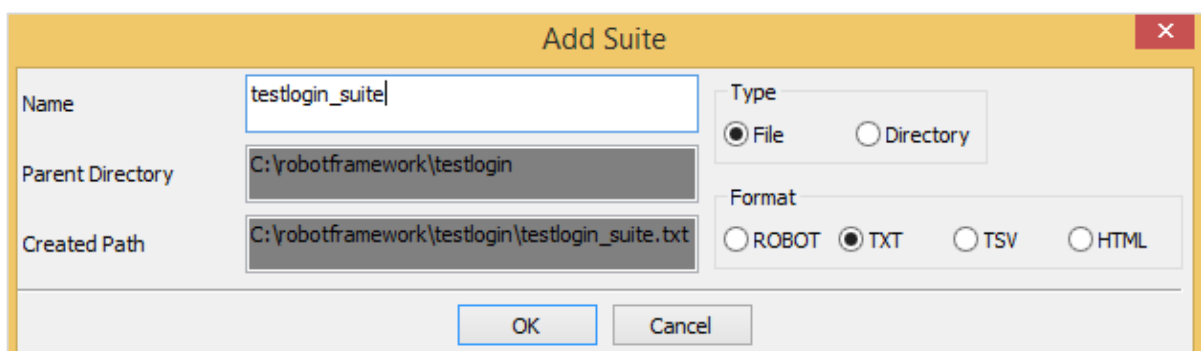 Add Suite
Name
testlogin_suite
Parent Directory
C:\robotframework\testlogin
Created Path
C:\robotframework\testlogin\testlogin_suite.txt
Type
File Directory
Format
ROBOT TXT TSV HTML
OK Cancel